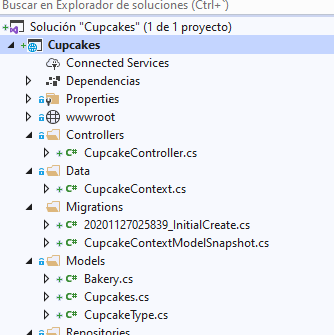 Buscar en Explorador de soluciones (Ctrl+`)
Solución "Cupcakes" (1 de 1 proyecto)
Cupcakes
Connected Services
Dependencias
Properties
wwwroot
Controllers
C# CupcakeController.cs
Data
C# CupcakeContext.cs
Migrations
C# 20201127025839_InitialCreate.cs
C# CupcakeContextModelSnapshot.cs
Models
C# Bakery.cs
C# Cupcakes.cs
C# CupcakeType.cs
Repositories